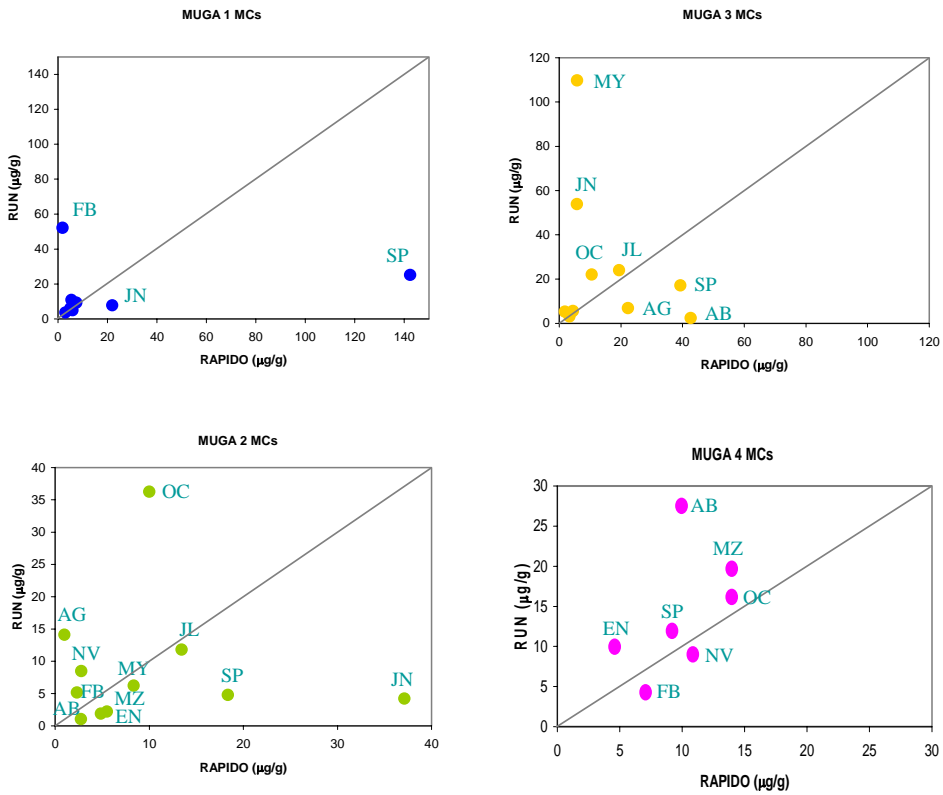 MUGA 1 MCs
RUN (µg/g)
140
120
100
80
60
40
20
0
FB
SP
JN
0 20 40 60 80 100 120 140
RAPIDO (µg/g)
MUGA 3 MCs
RUN (µg/g)
120
100
80
60
40
20
0
MY
JN
OC
JL
SP
AG
AB
0 20 40 60 80 100 120
RAPIDO (µg/g)
MUGA 2 MCs
RUN (µg/g)
40
35
30
25
20
15
10
5
0
OC
AG
JL
NV
MY
SP
JN
FB
MZ
AB
EN
0 10 20 30 40
RAPIDO (µg/g)
MUGA 4 MCs
RUN (µg/g)
30
25
20
15
10
5
0
AB
MZ
OC
SP
EN
NV
FB
0 5 10 15 20 25 30
RAPIDO (µg/g)